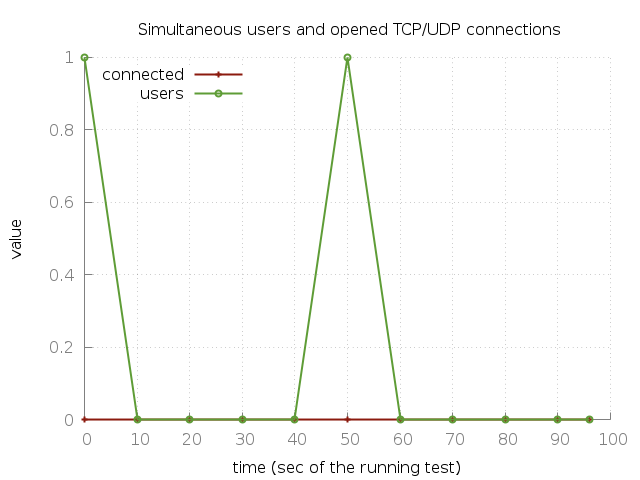 Simultaneous users and opened TCP/UDP connections
connected
users
1
0.8
0.6
0.4
0.2
0
value
0 10 20 30 40 50 60 70 80 90 100
time (sec of the running test)